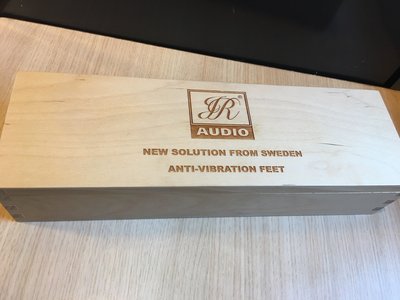 JR®
AUDIO
NEW SOLUTION FROM SWEDEN
ANTI-VIBRATION FEET